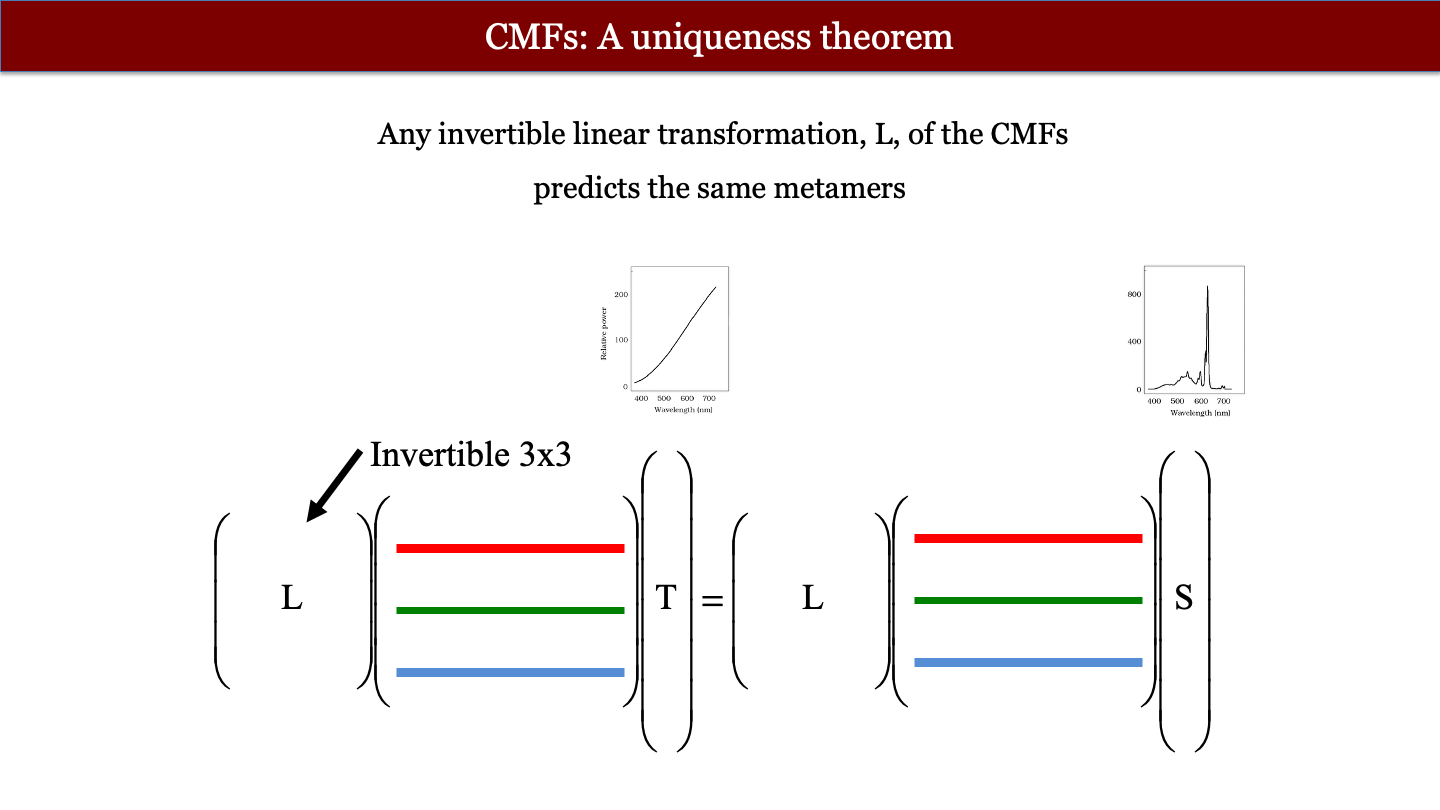 CMFs: A uniqueness theorem
Any invertible linear transformation, L, of the CMFs
predicts the same metamers
200
100
0
Relative power
400 500 600 700
Wavelength (nm)
800
400
0
400 500 600 700
Wavelength (nm)
Invertible 3x3
L T = L S